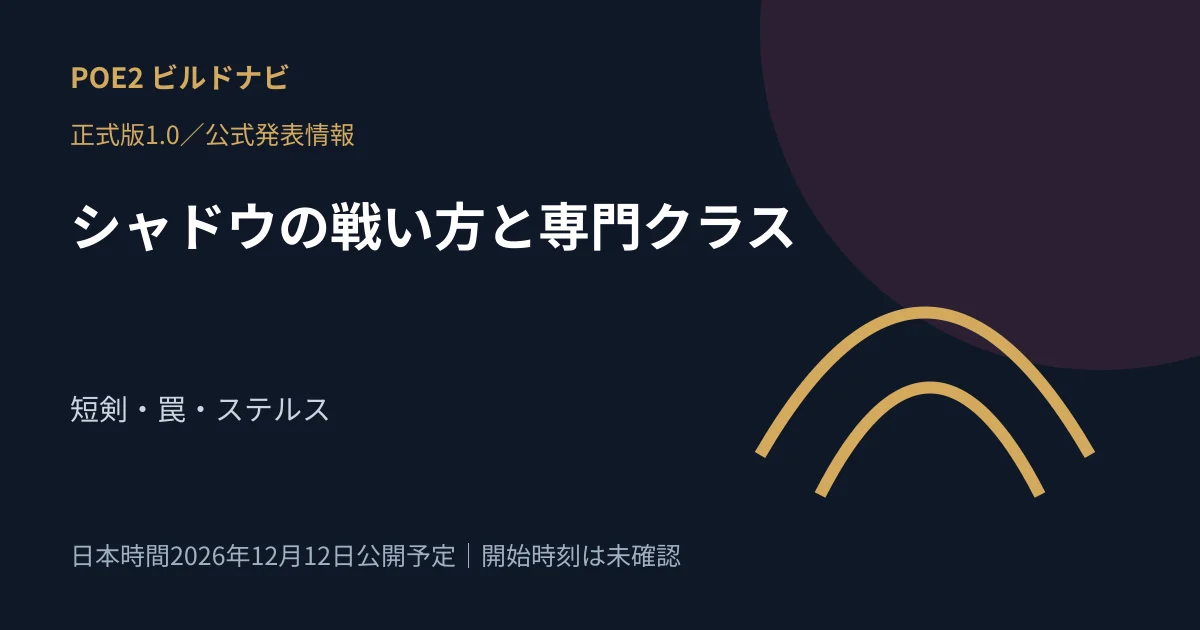 POE2 ビルドナビ
正式版1.0／公式発表情報
シャドウの戦い方と専門クラス
短剣・罠・ステルス
日本時間2026年12月12日公開予定｜開始時刻は未確認